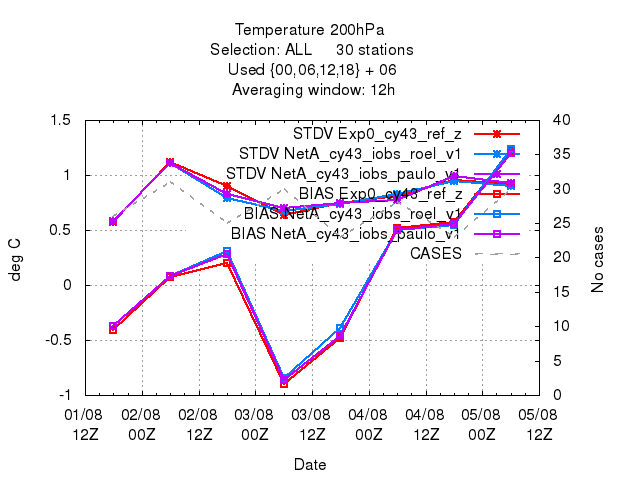 Temperature 200hPa
Selection: ALL 30 stations
Used {00,06,12,18} + 06
Averaging window: 12h
1.5
1
0.5
0
-0.5
-1
deg C
40
35
30
25
20
15
10
5
0
No cases
STDV Exp0_cy43_ref_z
STDV NetA_cy43_iobs_roel_v1
STDV NetA_cy43_iobs_paulo_v1
BIAS Exp0_cy43_ref_z
BIAS NetA_cy43_iobs_roel_v1
BIAS NetA_cy43_iobs_paulo_v1
CASES
01/08 02/08 02/08 03/08 03/08 04/08 04/08 05/08 05/08
12Z 00Z 12Z 00Z 12Z 00Z 12Z 00Z 12Z
Date